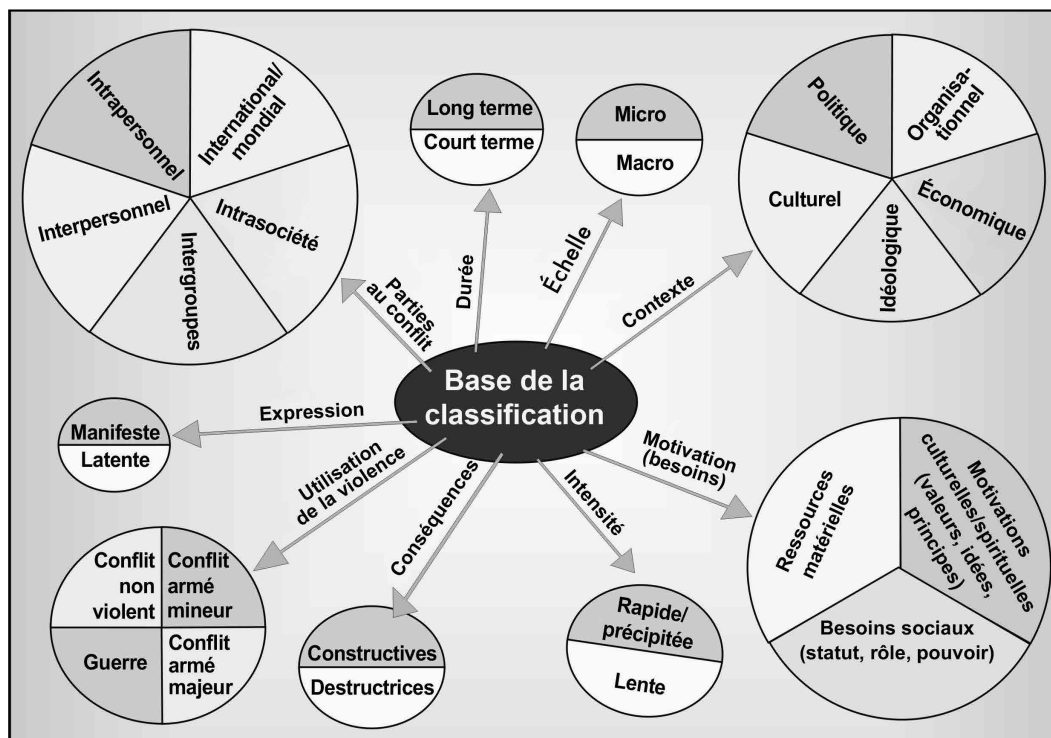 Intrapersonnel
International/
mondial
Interpersonnel
Intrasociété
Intergroupes
Long terme
Court terme
Micro
Macro
Politique
Organisa-
tionnel
Culturel
Économique
Idéologique
Parties
au conflit
Durée
Échelle
Contexte
Base de la
classification
Expression
Manifeste
Latente
Utilisation
de la violence
Conséquences
Intensité
Motivation
(besoins)
Conflit
non
violent
Conflit
armé
mineur
Guerre
Conflit
armé
majeur
Constructives
Destructrices
Rapide/
précipitée
Lente
Ressources
matérielles
Motivations
culturelles/spirituelles
(valeurs, idées,
principes)
Besoins sociaux
(statut, rôle, pouvoir)